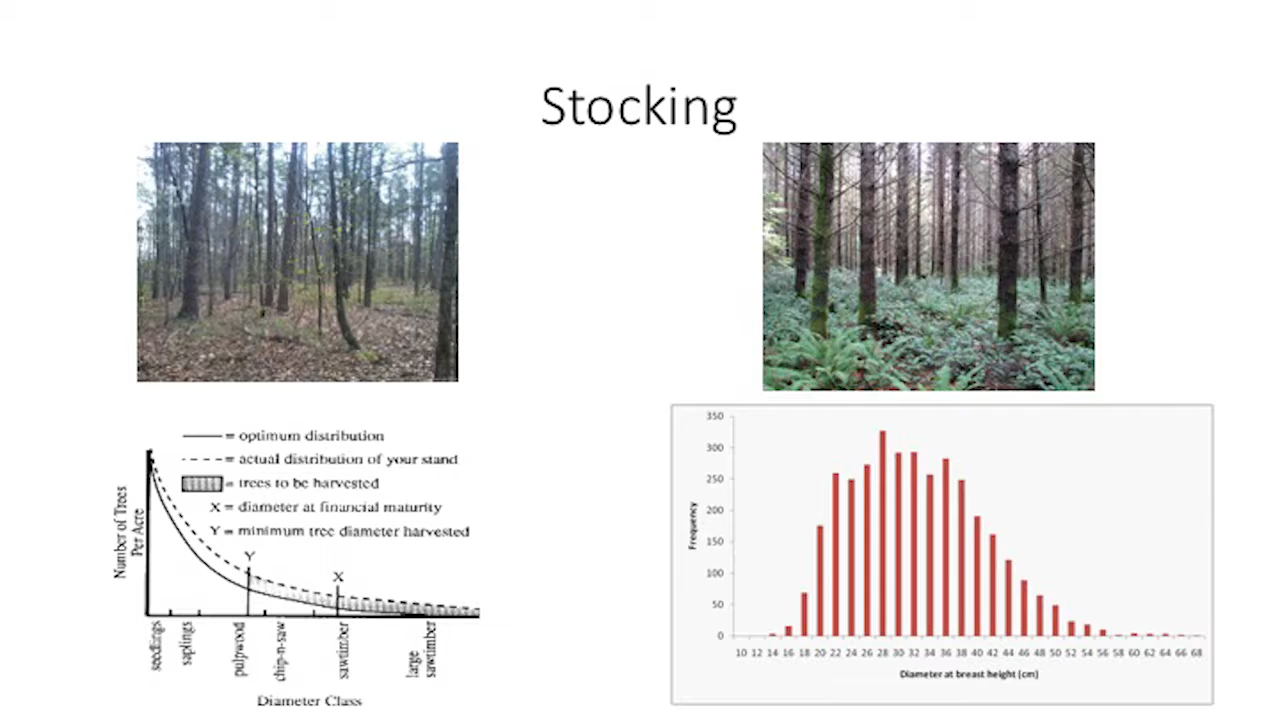 Stocking
= optimum distribution
= actual distribution of your stand
= trees to be harvested
X = diameter at financial maturity
Y = minimum tree diameter harvested
Number of Trees
Per Acre
Y
X
seedlings
saplings
pulpwood
chip-n-saw
sawtimber
large
sawtimber
Diameter Class
350
300
250
200
150
100
50
0
Frequency
10 12 14 16 18 20 22 24 26 28 30 32 34 36 38 40 42 44 46 48 50 52 54 56 58 60 62 64 66 68
Diameter at breast height (cm)